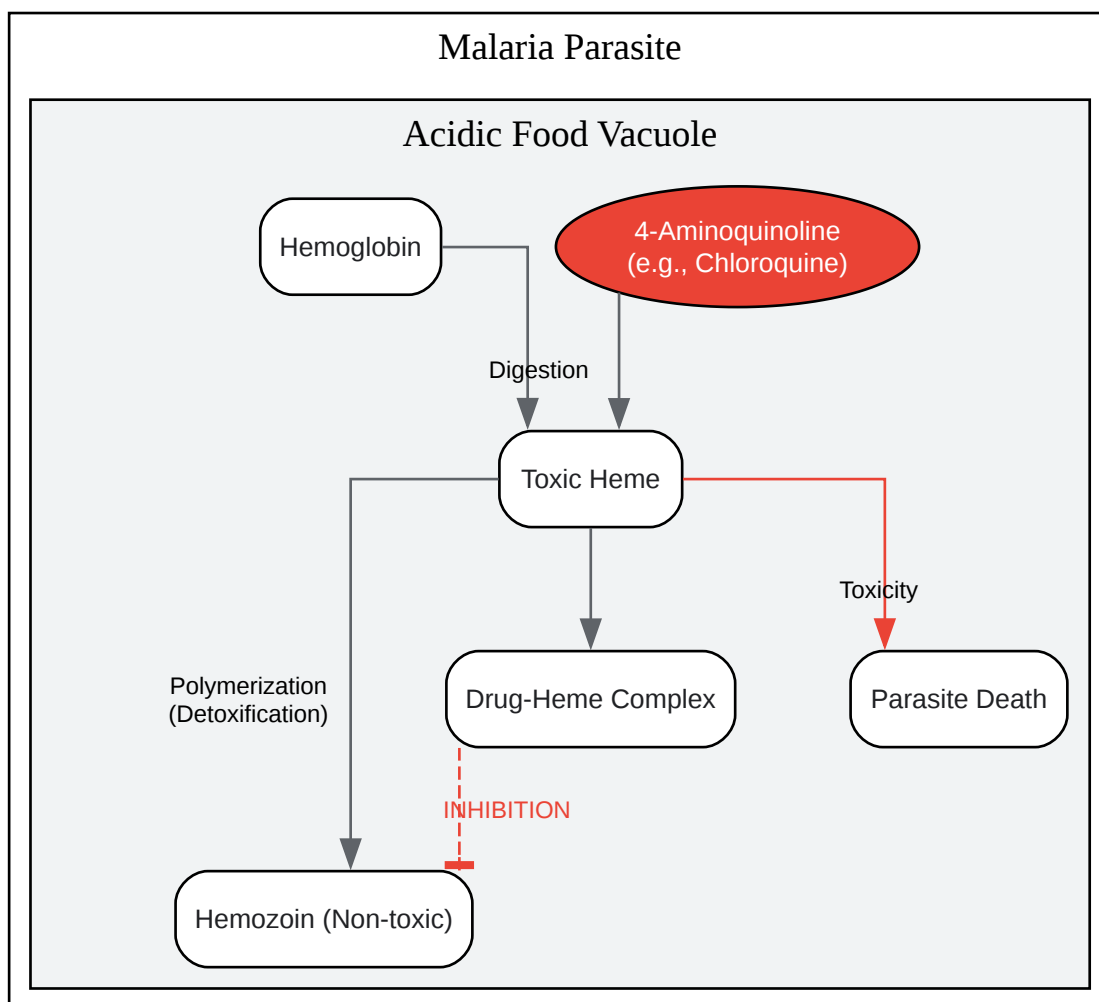 Malaria Parasite
Acidic Food Vacuole
Hemoglobin
4-Aminoquinoline
(e.g., Chloroquine)
Digestion
Toxic Heme
Toxicity
Polymerization
(Detoxification)
Drug-Heme Complex
Parasite Death
INHIBITION
Hemozoin (Non-toxic)